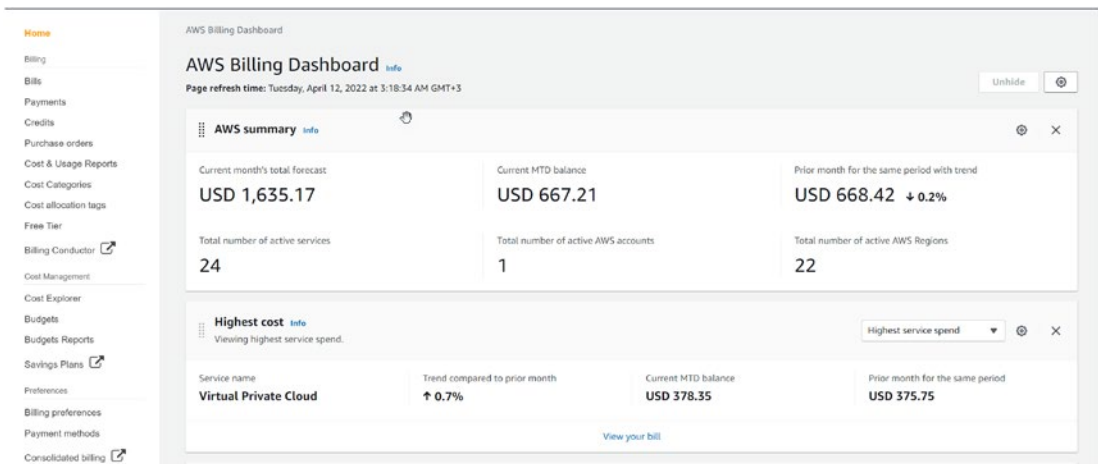 Home
Billing
Bills
Payments
Credits
Purchase orders
Cost & Usage Reports
Cost Categories
Cost allocation tags
Free Tier
Billing Conductor
Cost Management
Cost Explorer
Budgets
Budgets Reports
Savings Plans
Preferences
Billing preferences
Payment methods
Consolidated billing
AWS Billing Dashboard
AWS Billing Dashboard Info
Page refresh time: Tuesday, April 12, 2022 at 3:18:34 AM GMT+3
Unhide
AWS summary Info
Current month's total forecast
USD 1,635.17
Current MTD balance
USD 667.21
Prior month for the same period with trend
USD 668.42 ↓ 0.2%
Total number of active services
24
Total number of active AWS accounts
1
Total number of active AWS Regions
22
Highest cost Info
Viewing highest service spend.
Highest service spend
Service name
Virtual Private Cloud
Trend compared to prior month
↑ 0.7%
Current MTD balance
USD 378.35
Prior month for the same period
USD 375.75
View your bill